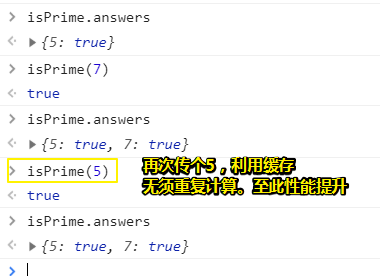 isPrime.answers
{5: true}
isPrime(7)
true
isPrime.answers
{5: true, 7: true}
isPrime(5)
再次传个5，利用缓存
无须重复计算。至此性能提升
true
isPrime.answers
{5: true, 7: true}